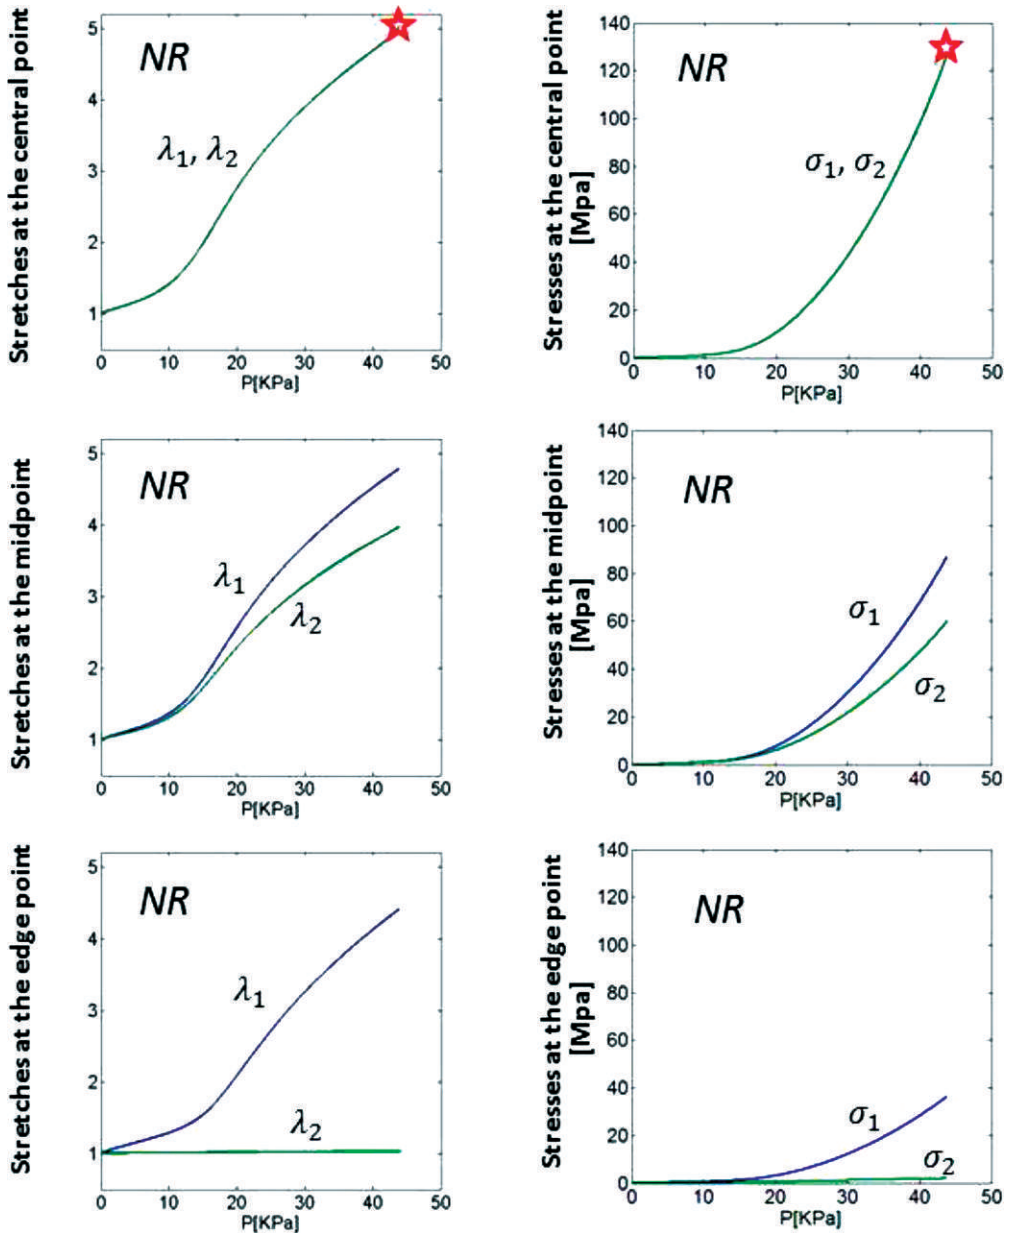 Stretches at the central point
5
4
3
2
1
NR
λ1, λ2
0 10 20 30 40 50
P[KPa]
Stresses at the central point
[Mpa]
140
120
100
80
60
40
20
0
NR
σ1, σ2
0 10 20 30 40 50
P[KPa]
Stretches at the midpoint
5
4
3
2
1
NR
λ1
λ2
0 10 20 30 40 50
P[KPa]
Stresses at the midpoint
[Mpa]
140
120
100
80
60
40
20
0
NR
σ1
σ2
0 10 20 30 40 50
P[KPa]
Stretches at the edge point
5
4
3
2
1
NR
λ1
λ2
0 10 20 30 40 50
P[KPa]
Stresses at the edge point
[Mpa]
140
120
100
80
60
40
20
0
NR
σ1
σ2
0 10 20 30 40 50
P[KPa]